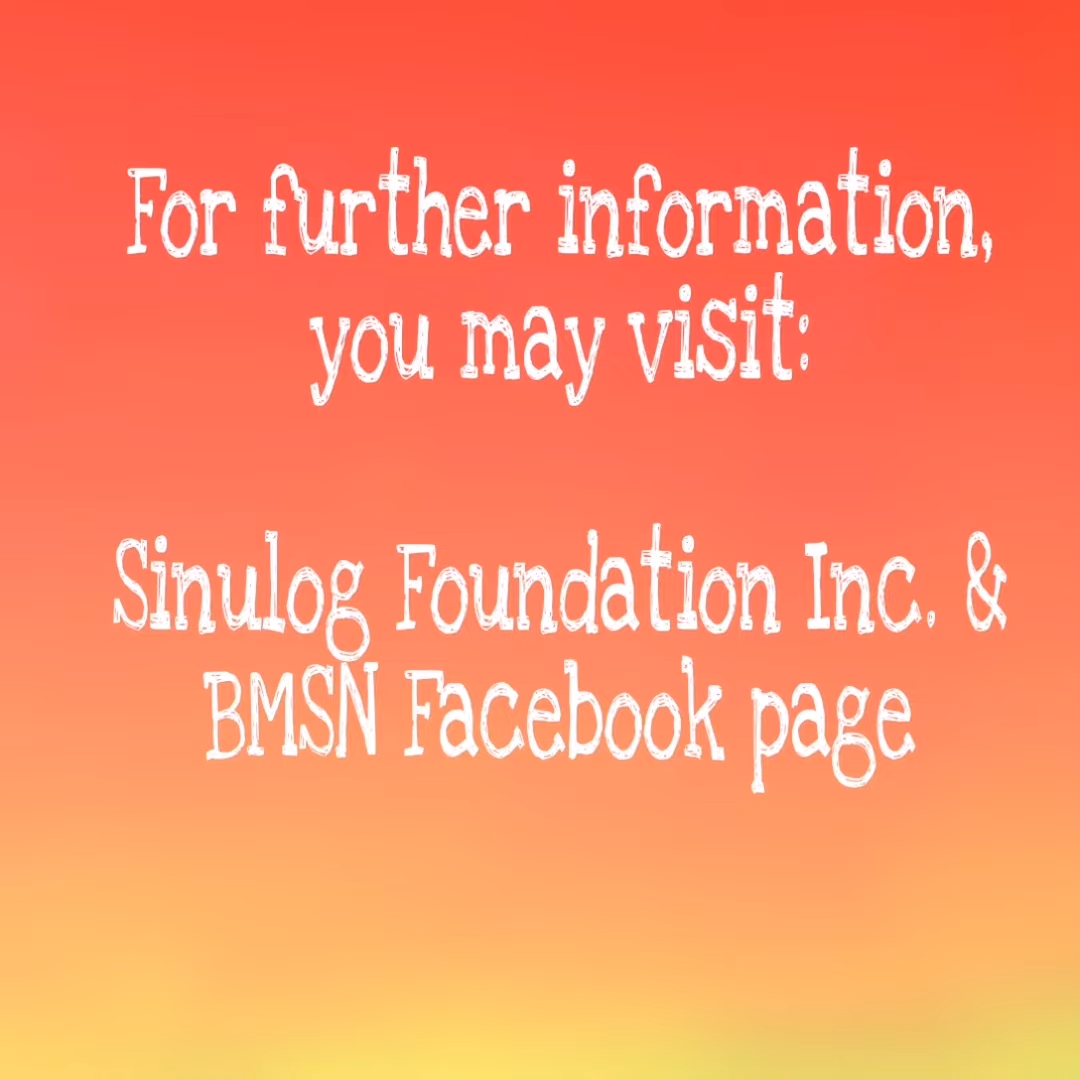 For further information,
you may visit:
Sinulog Foundation Inc. &
BMSN Facebook page